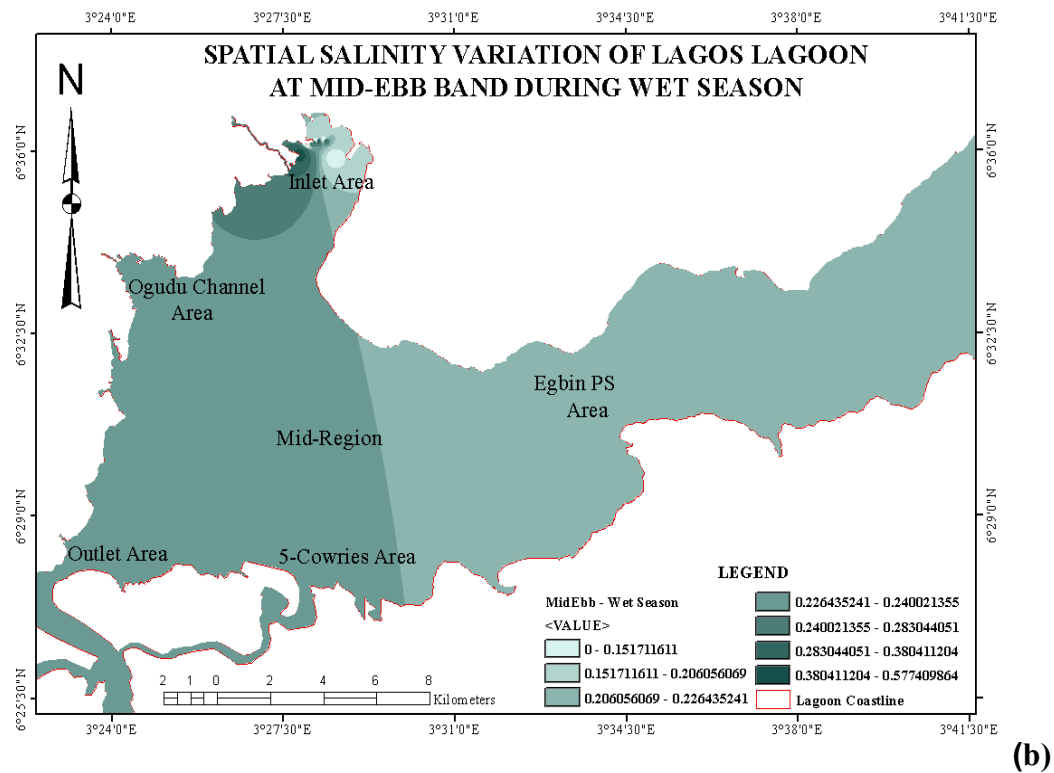 3°24'0"E 3°27'30"E 3°31'0"E 3°34'30"E 3°38'0"E 3°41'30"E
SPATIAL SALINITY VARIATION OF LAGOS LAGOON
AT MID-EBB BAND DURING WET SEASON
N
6°36'0"N 6°36'0"N
Inlet Area
Ogudu Channel
Area
6°32'30"N 6°32'30"N
Egbin PS
Area
Mid-Region
6°29'0"N 6°29'0"N
Outlet Area 5-Cowries Area
LEGEND
MidEbb - Wet Season
<VALUE>
0 - 0.151711611
0.151711611 - 0.206056069
0.206056069 - 0.226435241
0.226435241 - 0.240021355
0.240021355 - 0.283044051
0.283044051 - 0.380411204
0.380411204 - 0.577409864
Lagoon Coastline
2 1 0 2 4 6 8
Kilometers
6°25'30"N 6°25'30"N
3°24'0"E 3°27'30"E 3°31'0"E 3°34'30"E 3°38'0"E 3°41'30"E
(b)